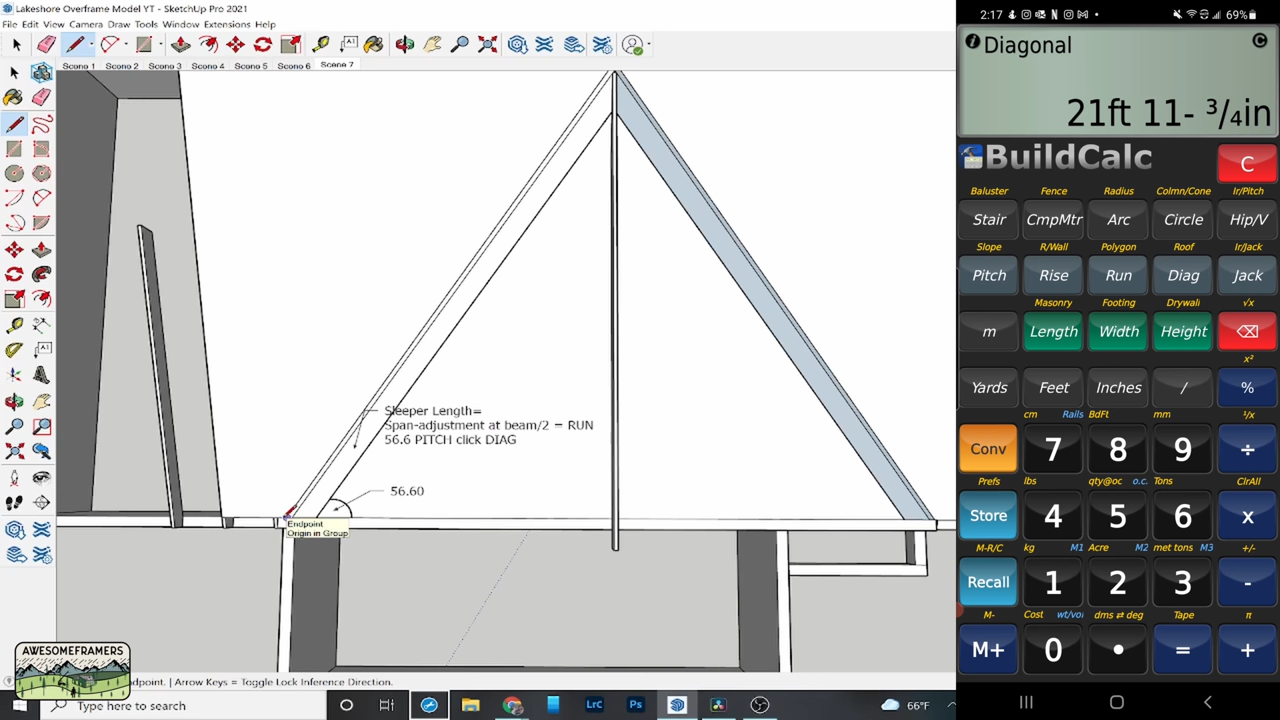 Lakeshore Overframe Model YT - SketchUp Pro 2021
File Edit View Camera Draw Tools Window Extensions Help
Scene 1 Scene 2 Scene 3 Scene 4 Scene 5 Scene 6 Scene 7
Sleeper Length=
Span-adjustment at beam/2 = RUN
56.6 PITCH click DIAG
56.60
Endpoint
Origin in Group
AWESOMEFRAMERS
dpoint. | Arrow Keys = Toggle Lock Inference Direction.
Type here to search
LrC Ps 66°F
2:17 69%
Diagonal
21ft 11- 3/4in
BuildCalc C
Baluster Fence Radius Colmn/Cone Ir/Pitch
Stair CmpMtr Arc Circle Hip/V
Slope R/Wall Polygon Roof Ir/Jack
Pitch Rise Run Diag Jack
Masonry Footing Drywall √x
m Length Width Height
x²
Yards Feet Inches / %
cm Rails BdFt mm 1/x
Conv 7 8 9 ÷
Prefs lbs qty@oc o.c. Tons ClrAll
Store 4 5 6 x
M-R/C kg M1 Acre M2 met tons M3 +/-
Recall 1 2 3 -
M- Cost wt/vol dms ⇄ deg Tape π
M+ 0 • = +